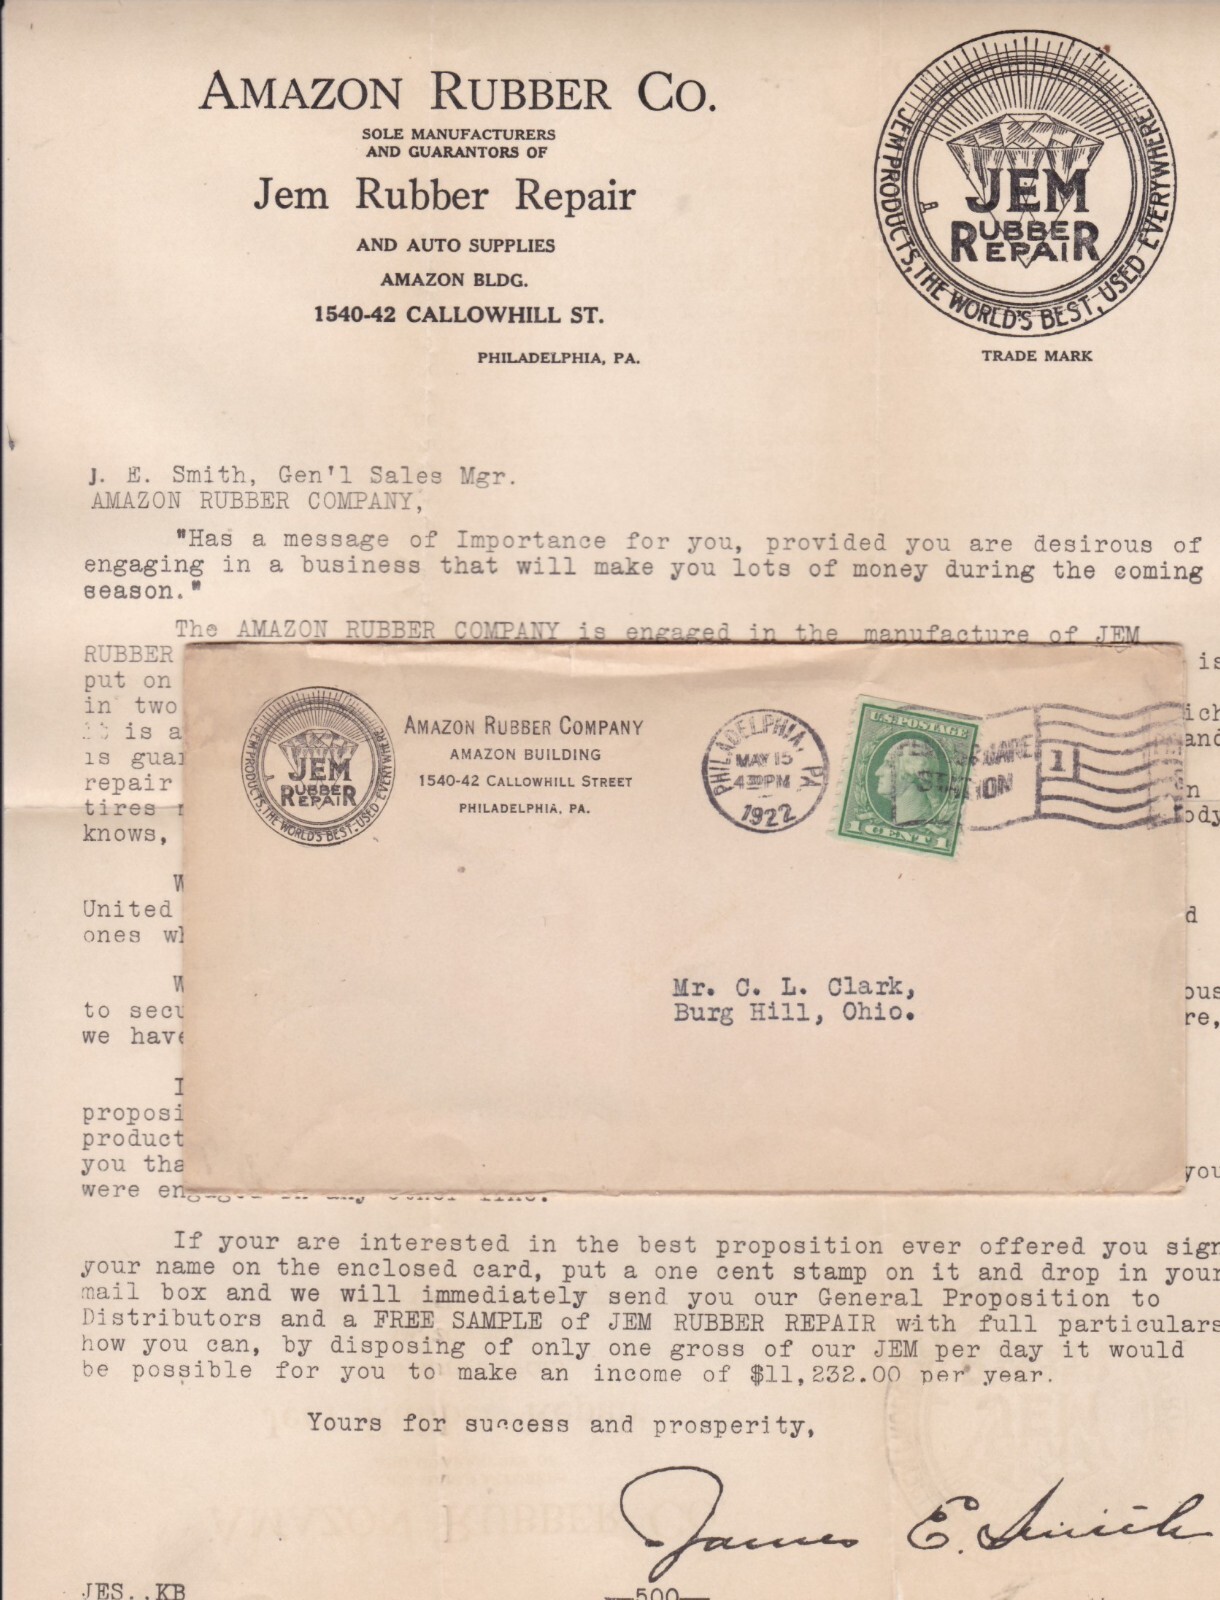 AMAZON RUBBER CO.
SOLE MANUFACTURERS
AND GUARANTORS OF
Jem Rubber Repair
AND AUTO SUPPLIES
AMAZON BLDG.
1540-42 CALLOWHILL ST.
PHILADELPHIA, PA.
JEM
RUBBER
REPAIR
JEM PRODUCTS, THE WORLD'S BEST, USED EVERYWHERE
TRADE MARK
J. E. Smith, Gen'l Sales Mgr.
AMAZON RUBBER COMPANY,
"Has a message of Importance for you, provided you are desirous of
engaging in a business that will make you lots of money during the coming
season."
The AMAZON RUBBER COMPANY is engaged in the manufacture of JEM
RUBBER is
put on
in two
is a and
is
repair
tires
knows,
United
ones
to
we
you
were
AMAZON RUBBER COMPANY
AMAZON BUILDING
1540-42 CALLOWHILL STREET
PHILADELPHIA, PA.
JEM
RUBBER
REPAIR
JEM PRODUCTS, THE WORLD'S BEST, USED EVERYWHERE
PHILADELPHIA, PA
MAY 15
4 30 PM
1922
U.S. POSTAGE
1 CENT 1
STATION
1
Mr. C. L. Clark,
Burg Hill, Ohio.
If your are interested in the best proposition ever offered you sign
your name on the enclosed card, put a one cent stamp on it and drop in your
mail box and we will immediately send you our General Proposition to
Distributors and a FREE SAMPLE of JEM RUBBER REPAIR with full particulars
how you can, by disposing of only one gross of our JEM per day it would
be possible for you to make an income of $11,232.00 per year.
Yours for success and prosperity,
James E. Smith
JES..KB
—500—